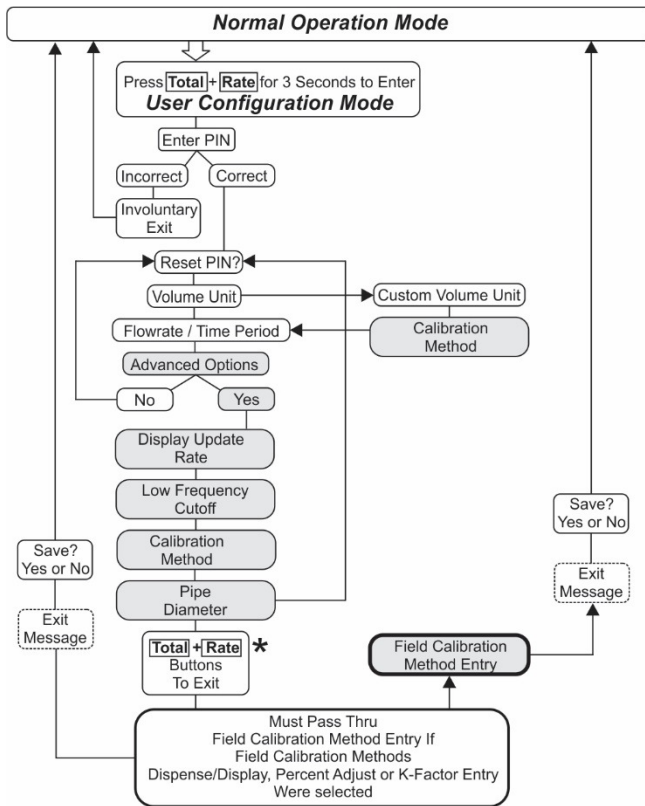 Normal Operation Mode
Press Total + Rate for 3 Seconds to Enter
User Configuration Mode
Enter PIN
Incorrect
Correct
Involuntary
Exit
Reset PIN?
Volume Unit
Custom Volume Unit
Flowrate / Time Period
Calibration
Method
Advanced Options
No
Yes
Display Update
Rate
Low Frequency
Cutoff
Calibration
Method
Pipe
Diameter
Save?
Yes or No
Exit
Message
Total + Rate *
Buttons
To Exit
Save?
Yes or No
Exit
Message
Field Calibration
Method Entry
Must Pass Thru
Field Calibration Method Entry If
Field Calibration Methods
Dispense/Display, Percent Adjust or K-Factor Entry
Were selected